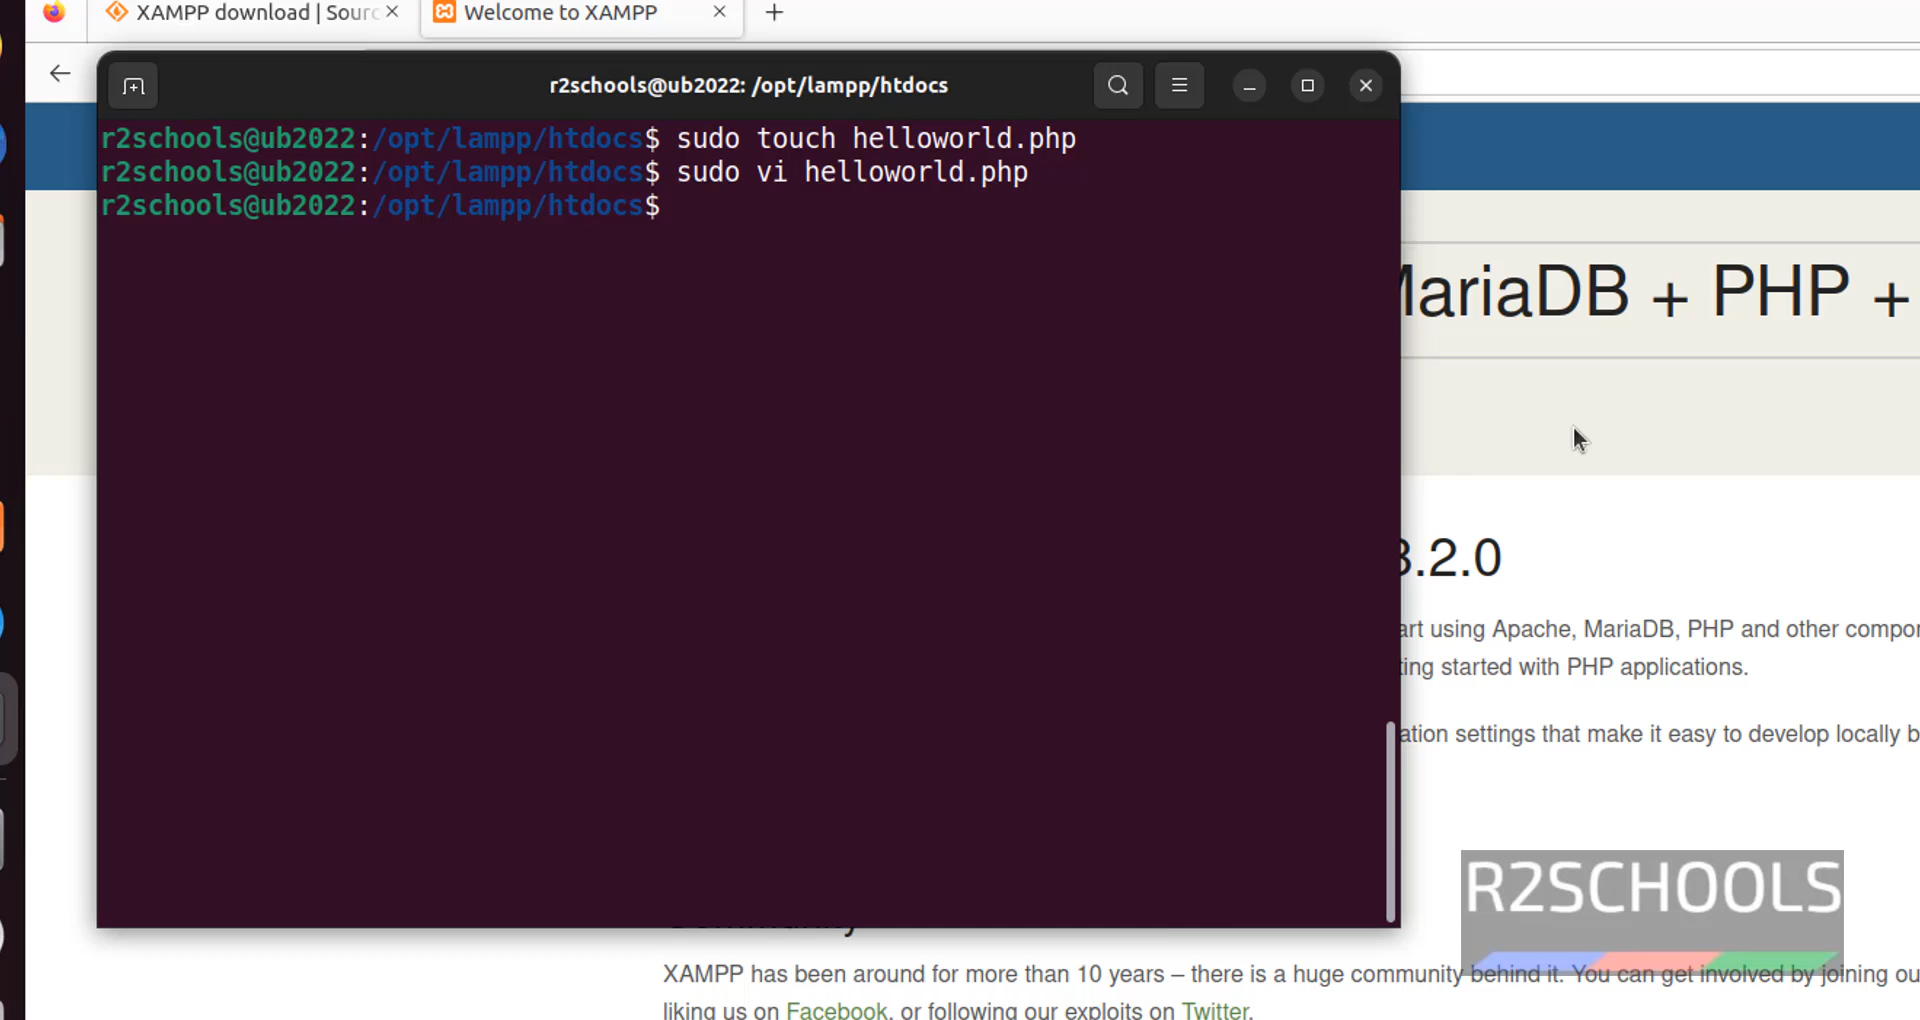 XAMPP download | Sourc
Welcome to XAMPP
r2schools@ub2022: /opt/lampp/htdocs
r2schools@ub2022:/opt/lampp/htdocs$ sudo touch helloworld.php
r2schools@ub2022:/opt/lampp/htdocs$ sudo vi helloworld.php
r2schools@ub2022:/opt/lampp/htdocs$
MariaDB + PHP +
3.2.0
art using Apache, MariaDB, PHP and other compon
ting started with PHP applications.
ation settings that make it easy to develop locally b
R2SCHOOLS
XAMPP has been around for more than 10 years – there is a huge community behind it. You can get involved by joining ou
liking us on Facebook, or following our exploits on Twitter.